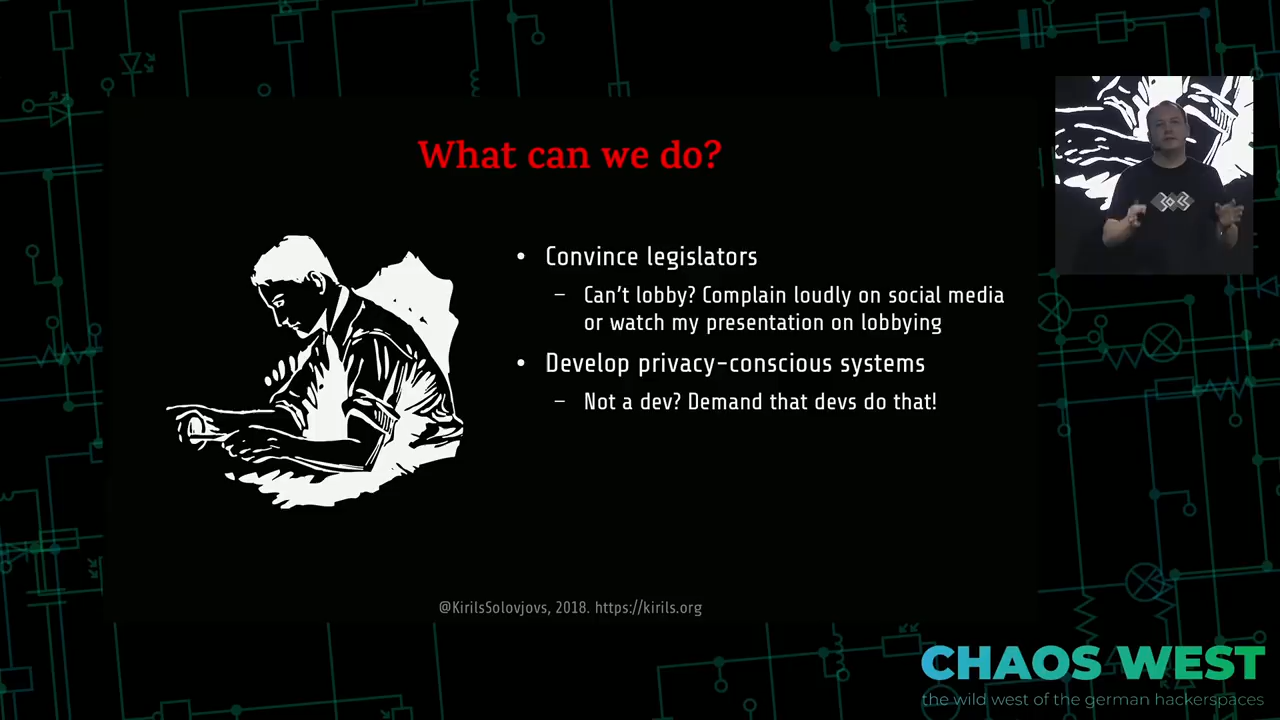 What can we do?
• Convince legislators
– Can't lobby? Complain loudly on social media
or watch my presentation on lobbying
• Develop privacy-conscious systems
– Not a dev? Demand that devs do that!
@KirilsSolovjovs, 2018. https://kirils.org
CHAOS WEST
the wild west of the german hackerspaces